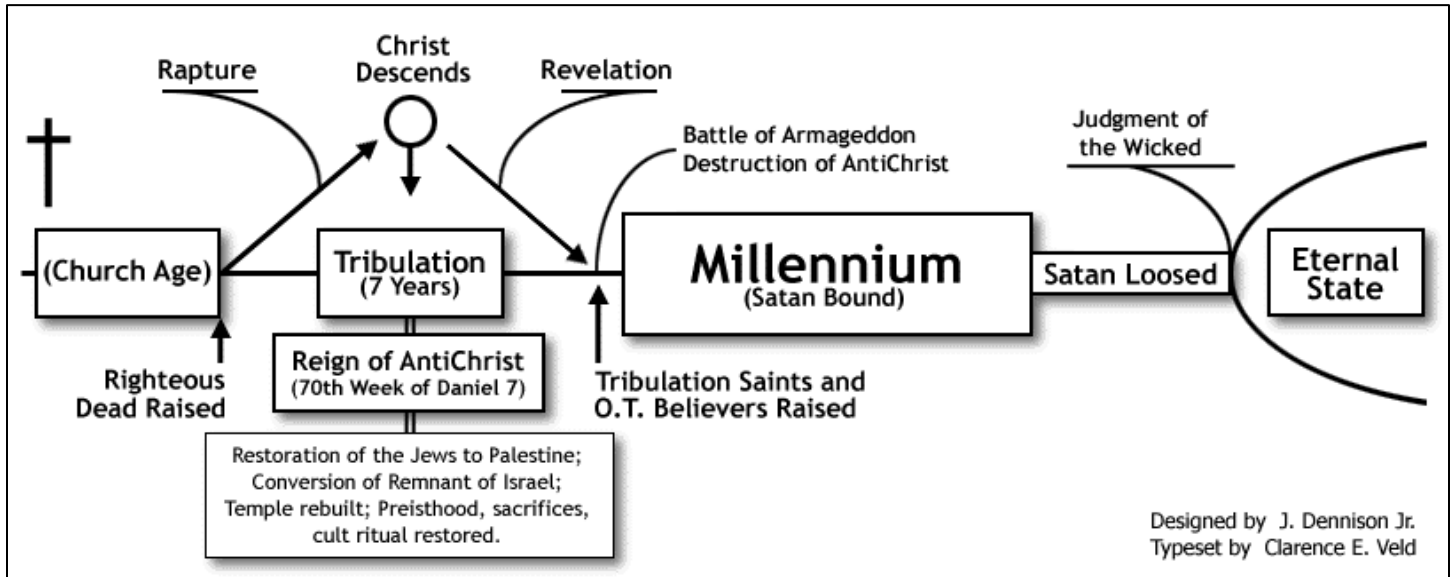 Christ
Descends
Rapture
Revelation
Battle of Armageddon
Destruction of AntiChrist
Judgment of
the Wicked
(Church Age)
Tribulation
(7 Years)
Millennium
(Satan Bound)
Satan Loosed
Eternal
State
Righteous
Dead Raised
Reign of AntiChrist
(70th Week of Daniel 7)
Tribulation Saints and
O.T. Believers Raised
Restoration of the Jews to Palestine;
Conversion of Remnant of Israel;
Temple rebuilt; Preisthood, sacrifices,
cult ritual restored.
Designed by J. Dennison Jr.
Typeset by Clarence E. Veld